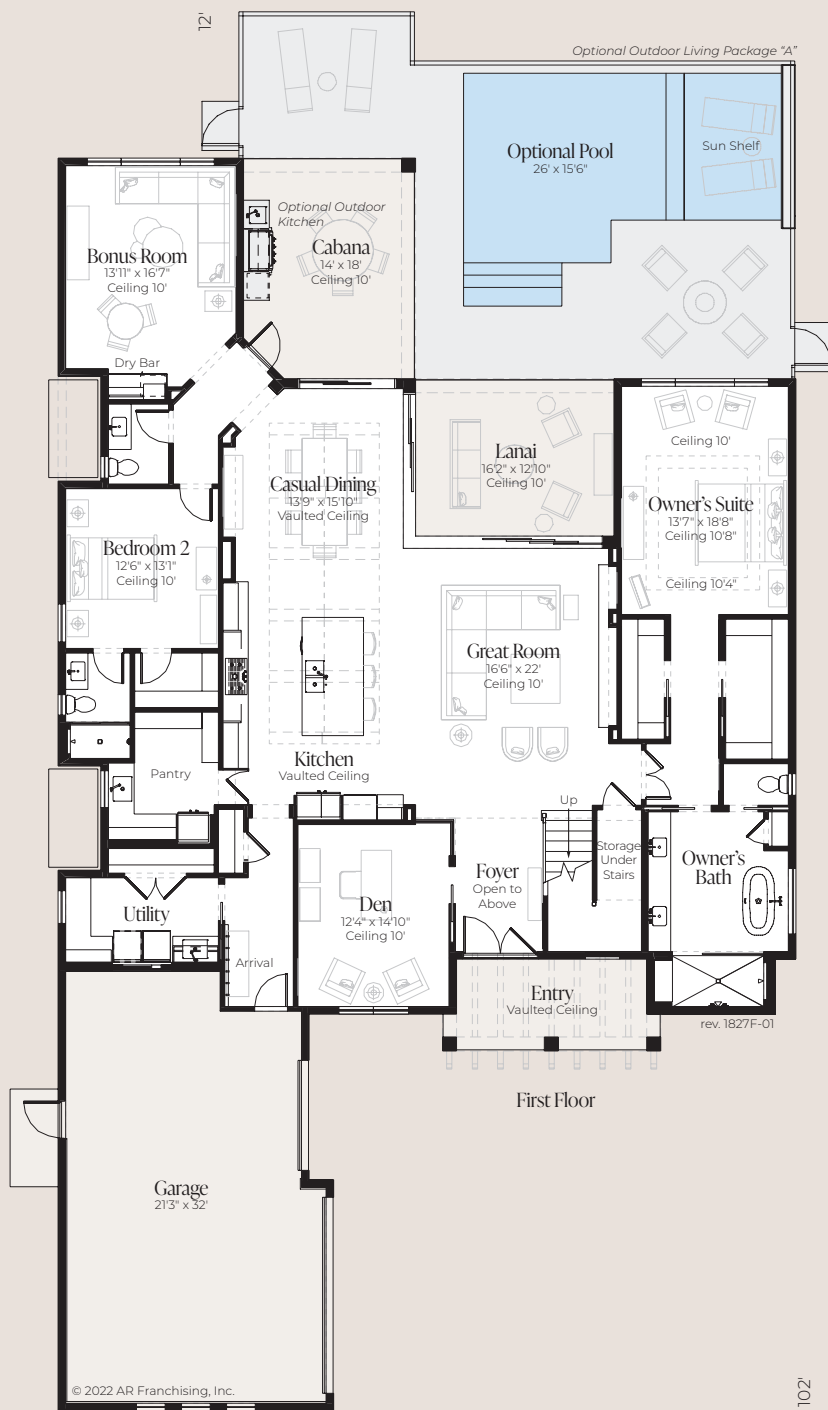 12'
Optional Outdoor Living Package "A"
Optional Pool
26' x 15'6"
Sun Shelf
Optional Outdoor
Kitchen
Cabana
14' x 18'
Ceiling 10'
Bonus Room
13'11" x 16'7"
Ceiling 10'
Dry Bar
Lanai
16'2" x 12'10"
Ceiling 10'
Casual Dining
13'9" x 15'10"
Vaulted Ceiling
Ceiling 10'
Owner's Suite
13'7" x 18'8"
Ceiling 10'8"
Ceiling 10'4"
Bedroom 2
12'6" x 13'1"
Ceiling 10'
Great Room
16'6" x 22'
Ceiling 10'
Kitchen
Vaulted Ceiling
Pantry
Up
Storage
Under
Stairs
Owner's
Bath
Foyer
Open to
Above
Den
12'4" x 14'10"
Ceiling 10'
Utility
Arrival
Entry
Vaulted Ceiling
rev. 1827F-01
First Floor
Garage
21'3" x 32'
© 2022 AR Franchising, Inc.
102'